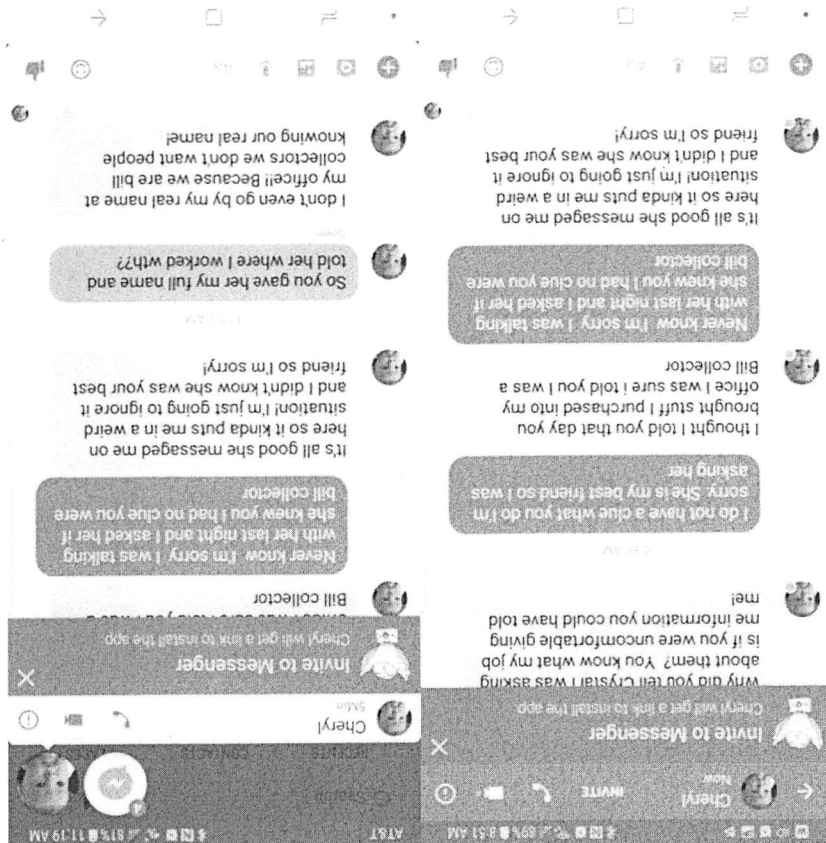 89% 8:51 AM
Cheryl
Now
INVITE
Invite to Messenger
Cheryl will get a link to install the app
Why did you tell Crystal I was asking
about them? You know what my job
is if you were uncomfortable giving
me information you could have told
me!
I do not have a clue what you do I'm
sorry. She is my best friend so I was
asking her
I thought I told you that day you
brought stuff I purchased into my
office I was sure i told you I was a
Bill collector
Never know I'm sorry I was talking
with her last night and I asked her if
she knew you I had no clue you were
bill collector
It's all good she messaged me on
here so it kinda puts me in a weird
situation! I'm just going to ignore it
and I didn't know she was your best
friend so I'm sorry!
AT&T
81% 11:19 AM
Cheryl
5Min
Invite to Messenger
Cheryl will get a link to install the app
Bill collector
Never know I'm sorry I was talking
with her last night and I asked her if
she knew you I had no clue you were
bill collector
It's all good she messaged me on
here so it kinda puts me in a weird
situation! I'm just going to ignore it
and I didn't know she was your best
friend so I'm sorry!
So you gave her my full name and
told her where I worked wth??
I don't even go by my real name at
my office!! Because we are bill
collectors we don't want people
knowing our real name!